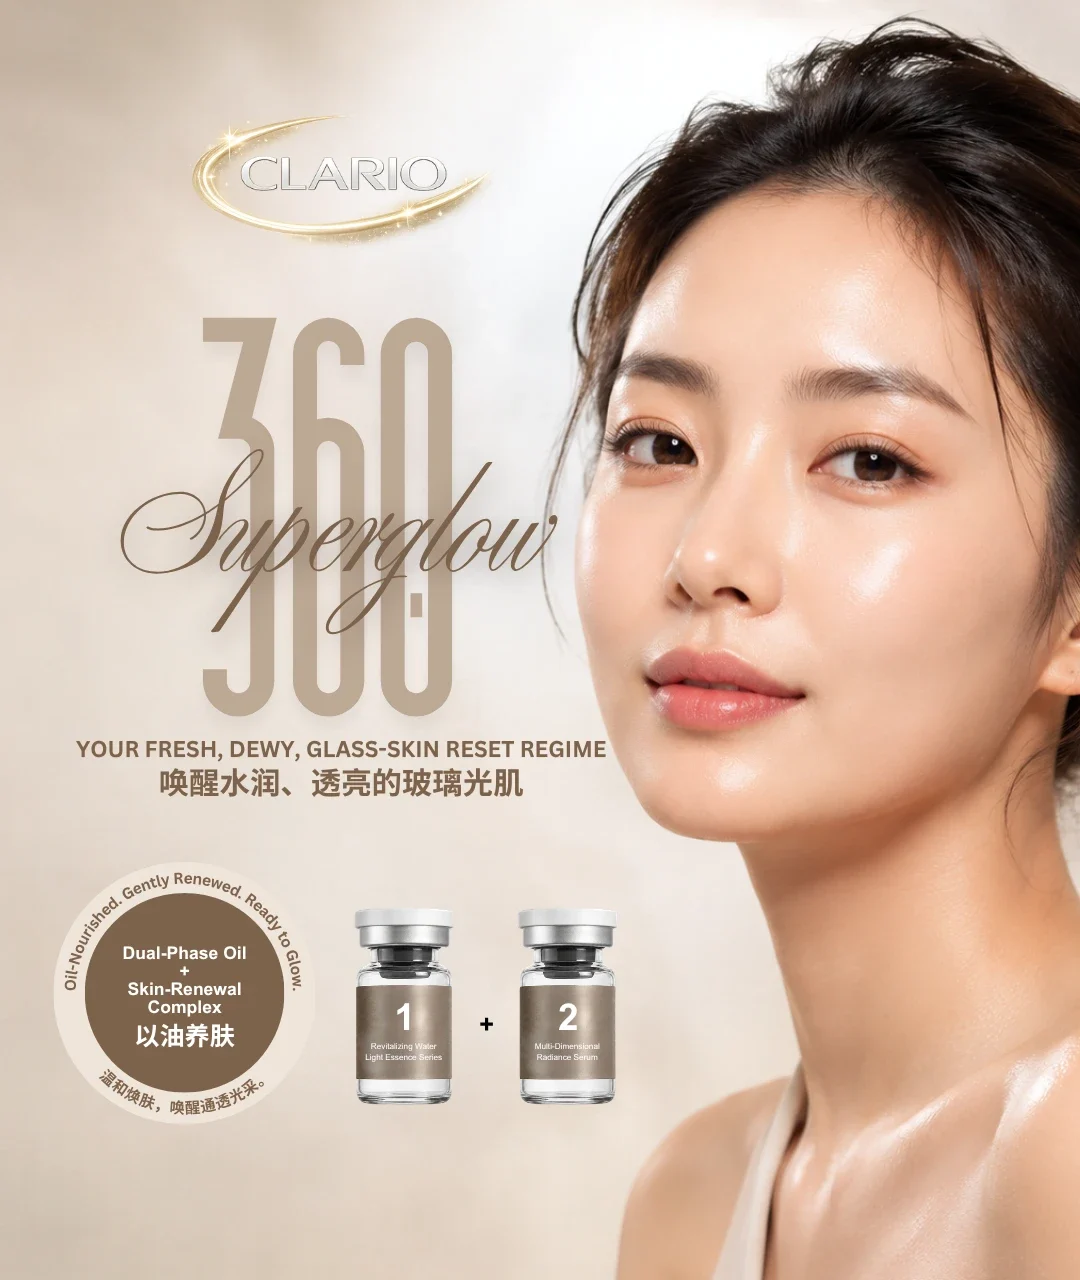 CLARIO
360
Superglow
YOUR FRESH, DEWY, GLASS-SKIN RESET REGIME
唤醒水润、透亮的玻璃光肌
Oil-Nourished. Gently Renewed. Ready to Glow.
Dual-Phase Oil
+
Skin-Renewal
Complex
以油养肤
温和焕肤，唤醒通透光采。
1
Revitalizing Water
Light Essence Series
+
2
Multi-Dimensional
Radiance Serum